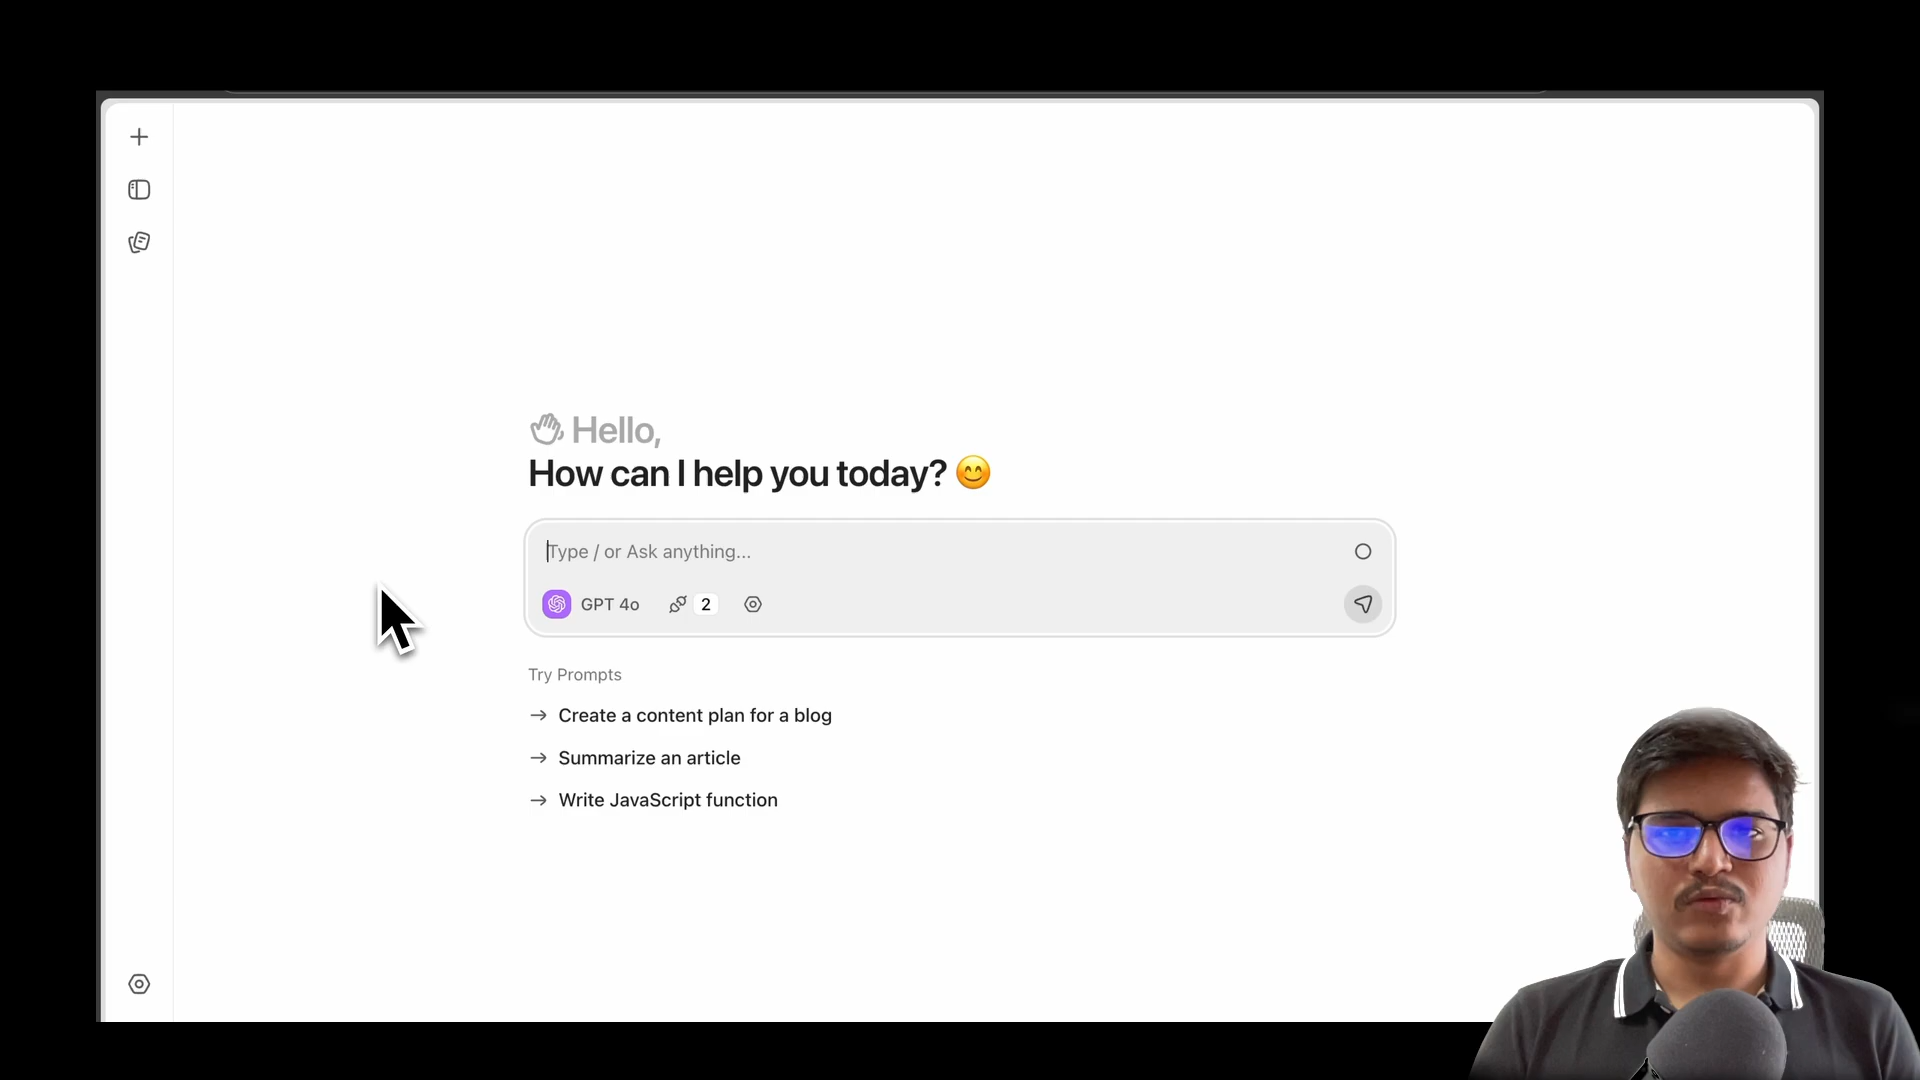 Hello,
How can I help you today? 😊
Type / or Ask anything...
GPT 4o 2
Try Prompts
→ Create a content plan for a blog
→ Summarize an article
→ Write JavaScript function